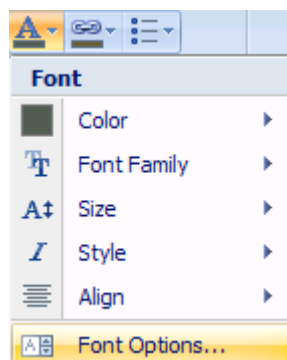 Font
Color
Font Family
Size
Style
Align
Font Options...